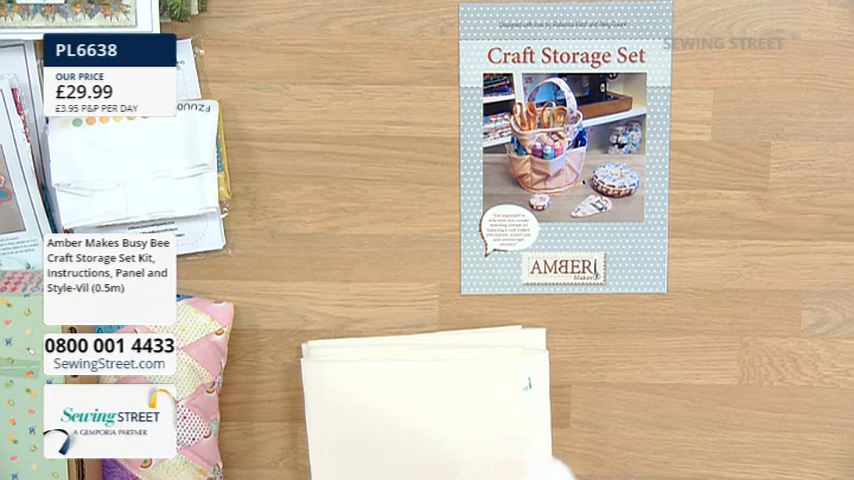 PL6638
OUR PRICE
£29.99
£3.95 P&P PER DAY
Amber Makes Busy Bee
Craft Storage Set Kit,
Instructions, Panel and
Style-Vil (0.5m)
0800 001 4433
SewingStreet.com
Sewing STREET
A GEMPORIA PARTNER
SEWING STREET
Craft Storage Set
AMBER
Makes